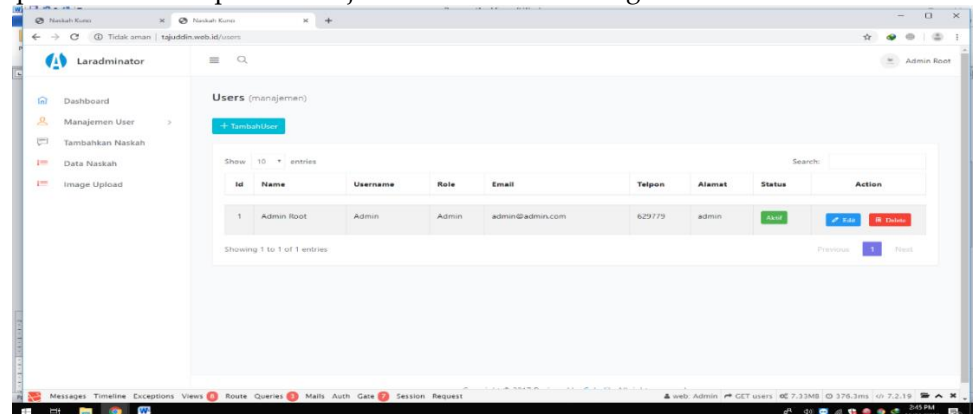 Naskah Kuno
Naskah Kuno
Tidak aman | tajuddin.web.id/users
Laradminator
Admin Root
Dashboard
Manajemen User
Tambahkan Naskah
Data Naskah
Image Upload
Users (manajemen)
+ TambahUser
Show 10 entries
Search:
Id Name Username Role Email Telpon Alamat Status Action
1 Admin Root Admin Admin admin@admin.com 629779 admin Aktif Edit Delete
Showing 1 to 1 of 1 entries
Previous 1 Next
Messages Timeline Exceptions Views Route Queries Mails Auth Gate Session Request
web: Admin GET users 7.33MB 376.3ms 7.2.19
3:45 PM